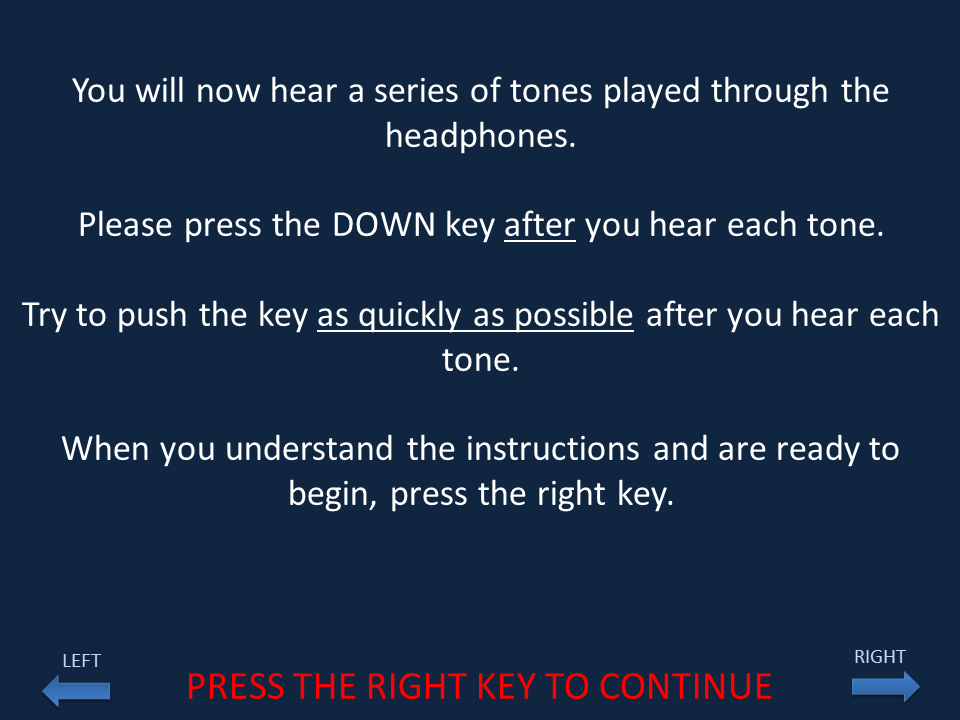 You will now hear a series of tones played through the
headphones.
Please press the DOWN key after you hear each tone.
Try to push the key as quickly as possible after you hear each
tone.
When you understand the instructions and are ready to
begin, press the right key.
LEFT
RIGHT
PRESS THE RIGHT KEY TO CONTINUE